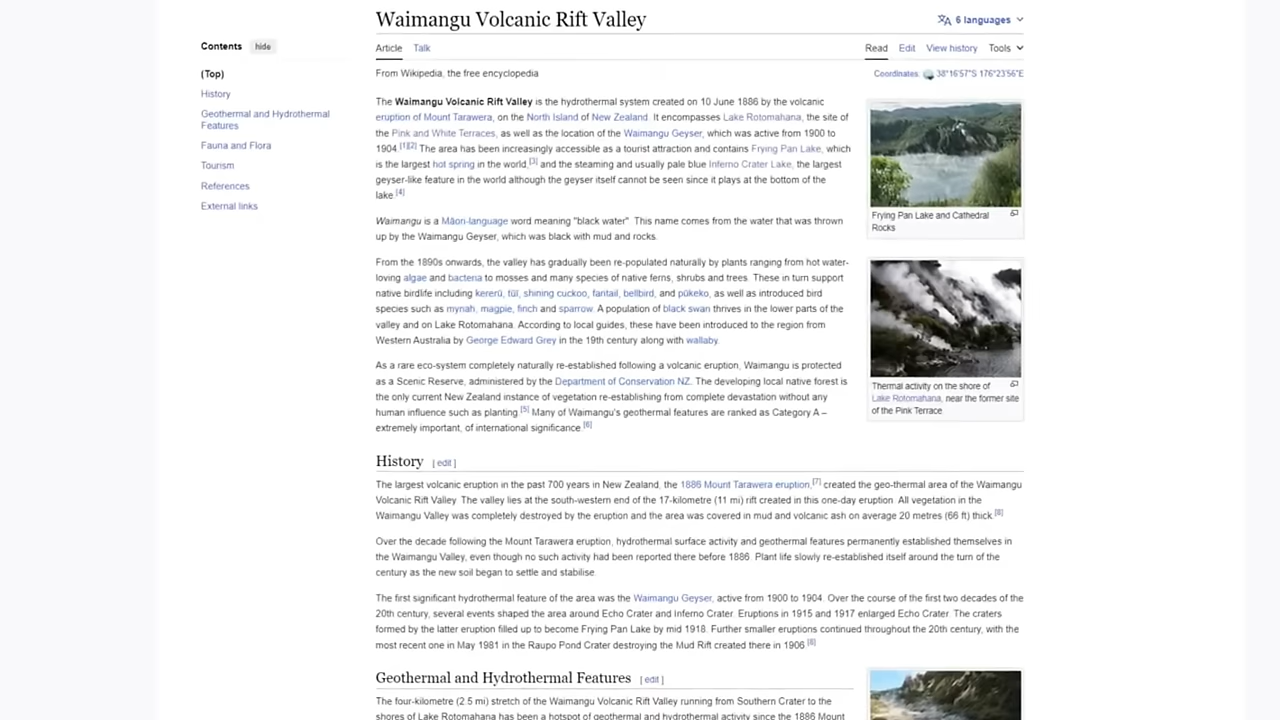 Waimangu Volcanic Rift Valley
6 languages
Contents hide
(Top)
History
Geothermal and Hydrothermal
Features
Fauna and Flora
Tourism
References
External links
Article Talk Read Edit View history Tools
From Wikipedia, the free encyclopedia
Coordinates: 38°16′57″S 176°23′56″E
The Waimangu Volcanic Rift Valley is the hydrothermal system created on 10 June 1886 by the volcanic
eruption of Mount Tarawera, on the North Island of New Zealand. It encompasses Lake Rotomahana, the site of
the Pink and White Terraces, as well as the location of the Waimangu Geyser, which was active from 1900 to
1904.[1][2] The area has been increasingly accessible as a tourist attraction and contains Frying Pan Lake, which
is the largest hot spring in the world,[3] and the steaming and usually pale blue Inferno Crater Lake, the largest
geyser-like feature in the world although the geyser itself cannot be seen since it plays at the bottom of the
lake.[4]
Waimangu is a Māori-language word meaning "black water". This name comes from the water that was thrown
up by the Waimangu Geyser, which was black with mud and rocks.
From the 1890s onwards, the valley has gradually been re-populated naturally by plants ranging from hot water-
loving algae and bacteria to mosses and many species of native ferns, shrubs and trees. These in turn support
native birdlife including kererū, tūī, shining cuckoo, fantail, bellbird, and pūkeko, as well as introduced bird
species such as mynah, magpie, finch and sparrow. A population of black swan thrives in the lower parts of the
valley and on Lake Rotomahana. According to local guides, these have been introduced to the region from
Western Australia by George Edward Grey in the 19th century along with wallaby.
As a rare eco-system completely naturally re-established following a volcanic eruption, Waimangu is protected
as a Scenic Reserve, administered by the Department of Conservation NZ. The developing local native forest is
the only current New Zealand instance of vegetation re-establishing from complete devastation without any
human influence such as planting.[5] Many of Waimangu's geothermal features are ranked as Category A –
extremely important, of international significance.[6]
Frying Pan Lake and Cathedral
Rocks
Thermal activity on the shore of
Lake Rotomahana, near the former site
of the Pink Terrace
History [ edit ]
The largest volcanic eruption in the past 700 years in New Zealand, the 1886 Mount Tarawera eruption,[7] created the geo-thermal area of the Waimangu
Volcanic Rift Valley. The valley lies at the south-western end of the 17-kilometre (11 mi) rift created in this one-day eruption. All vegetation in the
Waimangu Valley was completely destroyed by the eruption and the area was covered in mud and volcanic ash on average 20 metres (66 ft) thick.[8]
Over the decade following the Mount Tarawera eruption, hydrothermal surface activity and geothermal features permanently established themselves in
the Waimangu Valley, even though no such activity had been reported there before 1886. Plant life slowly re-established itself around the turn of the
century as the new soil began to settle and stabilise.
The first significant hydrothermal feature of the area was the Waimangu Geyser, active from 1900 to 1904. Over the course of the first two decades of the
20th century, several events shaped the area around Echo Crater and Inferno Crater. Eruptions in 1915 and 1917 enlarged Echo Crater. The craters
formed by the latter eruption filled up to become Frying Pan Lake by mid 1918. Further smaller eruptions continued throughout the 20th century, with the
most recent one in May 1981 in the Raupo Pond Crater destroying the Mud Rift created there in 1906.[8]
Geothermal and Hydrothermal Features [ edit ]
The four-kilometre (2.5 mi) stretch of the Waimangu Volcanic Rift Valley running from Southern Crater to the
shores of Lake Rotomahana has been a hotspot of geothermal and hydrothermal activity since the 1886 Mount